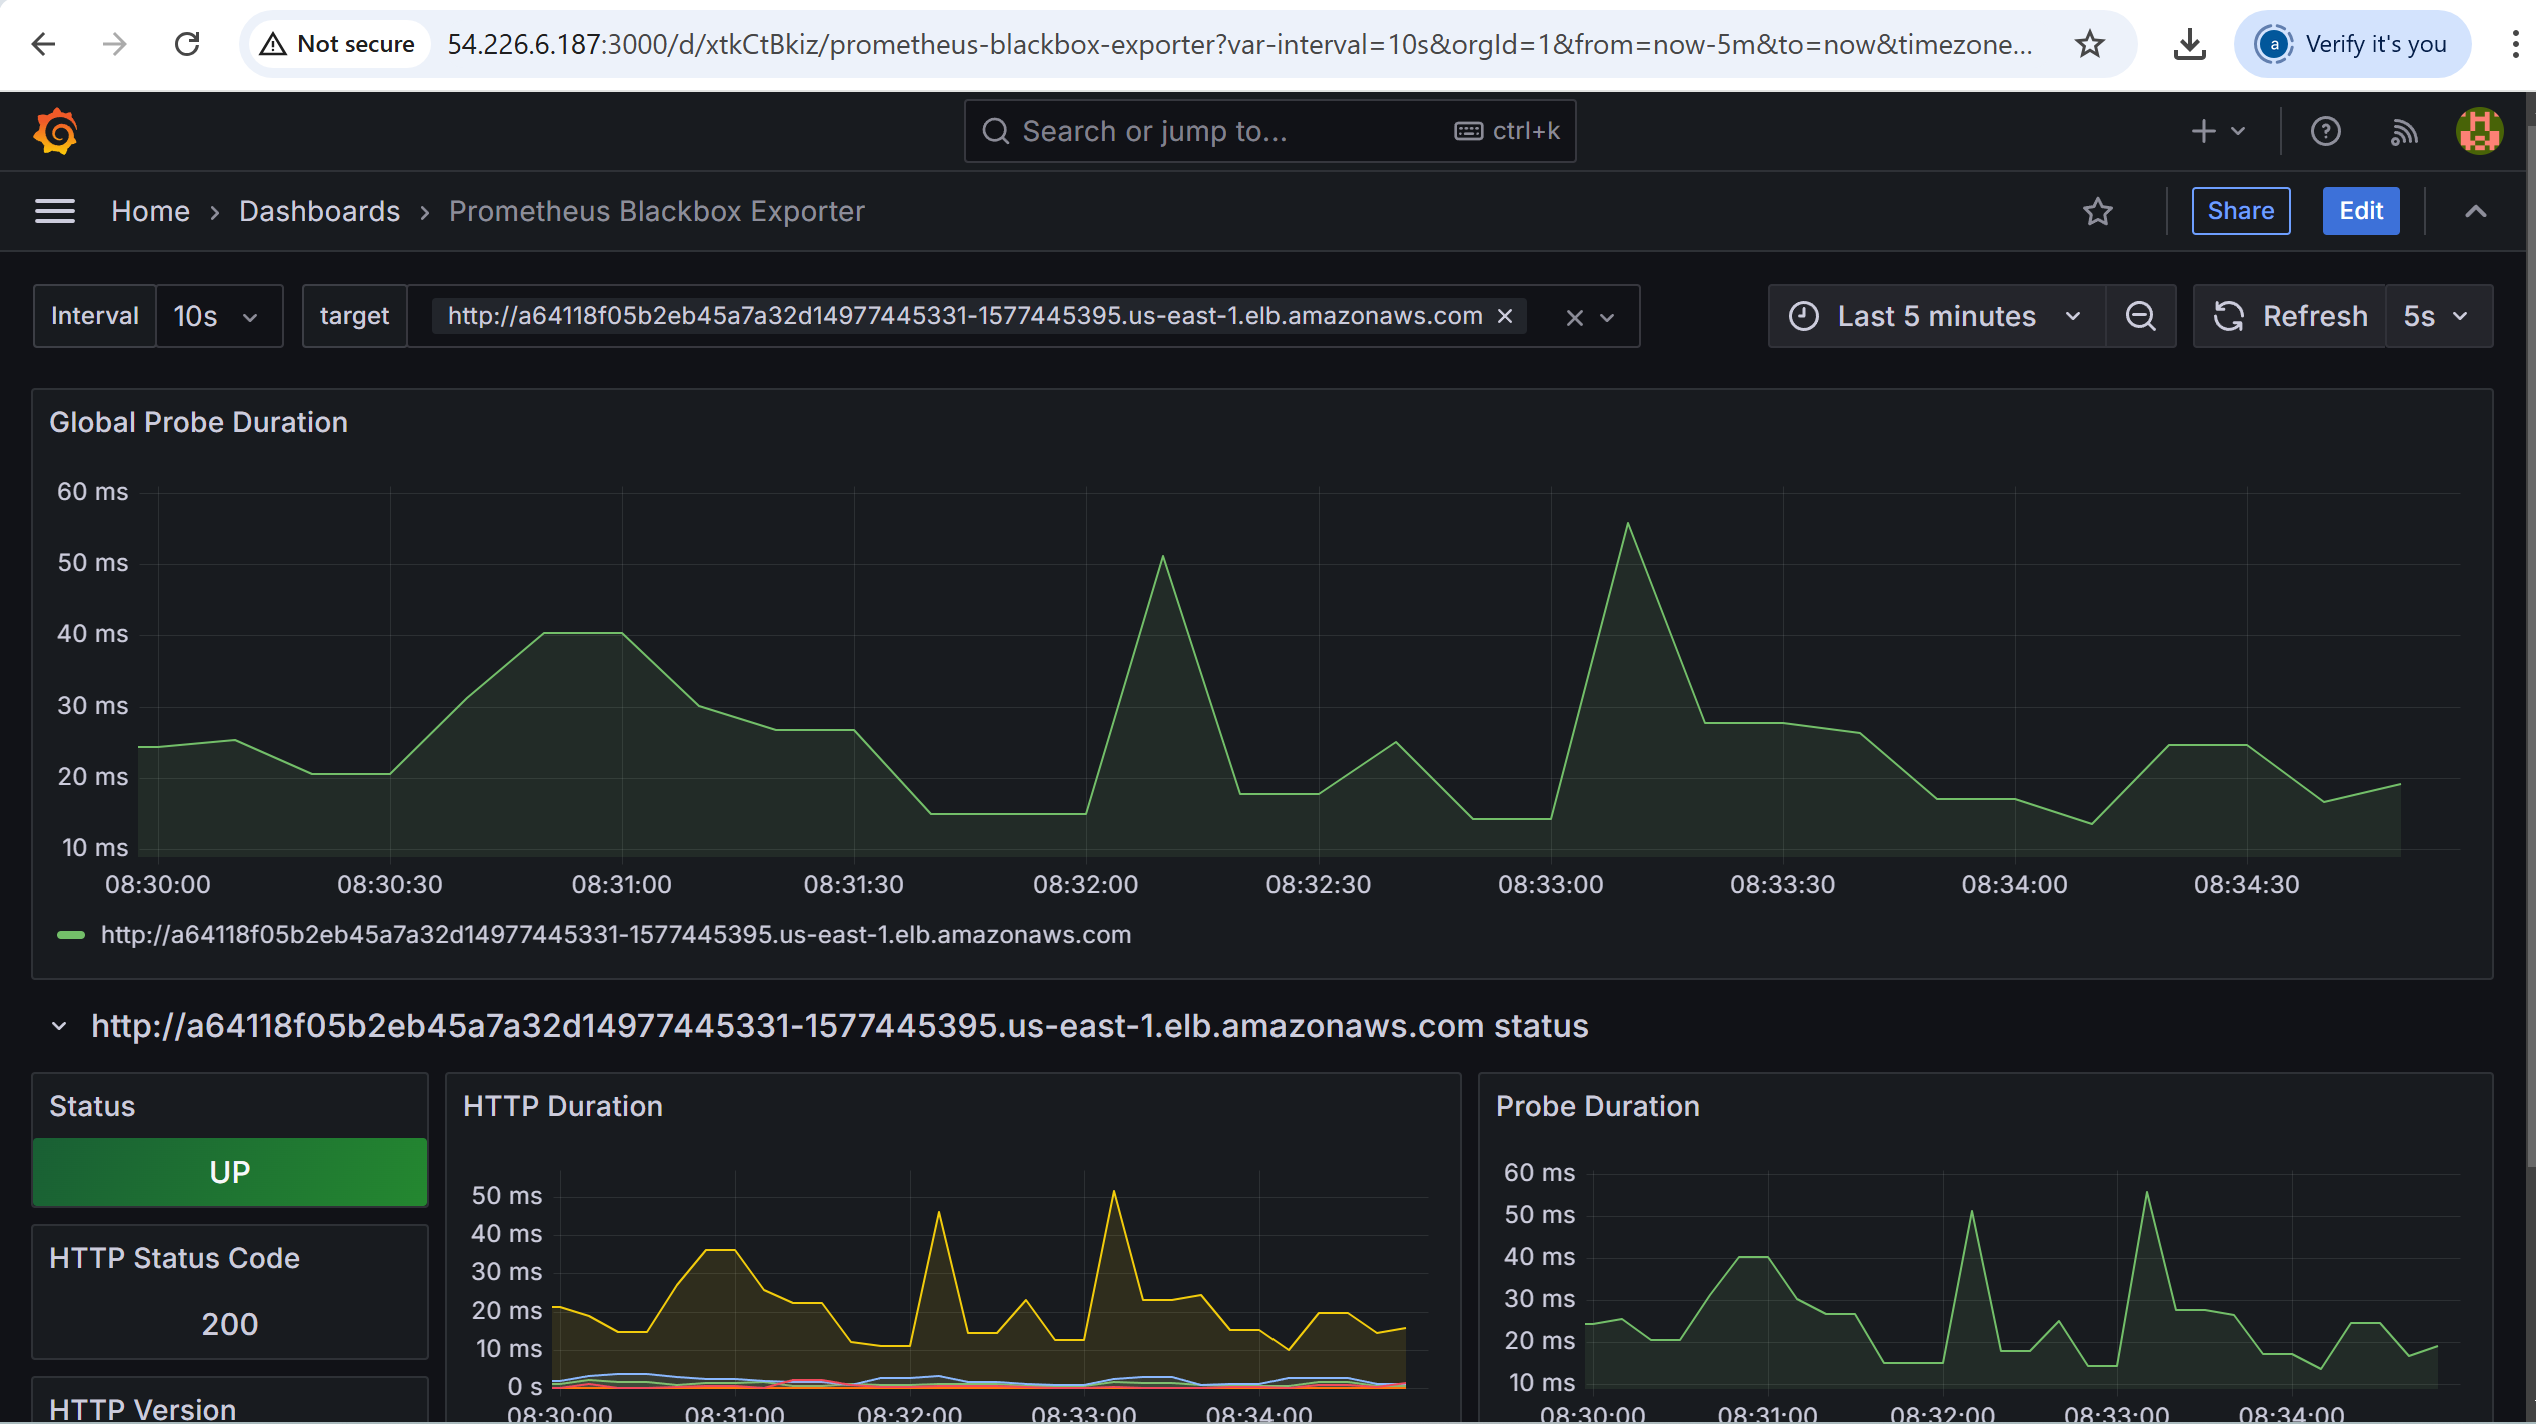 Not secure
54.226.6.187:3000/d/xtkCtBkiz/prometheus-blackbox-exporter?var-interval=10s&orgId=1&from=now-5m&to=now&timezone...
a
Verify it's you
Search or jump to...
ctrl+k
Home › Dashboards › Prometheus Blackbox Exporter
Share
Edit
Interval
10s
target
http://a64118f05b2eb45a7a32d14977445331-1577445395.us-east-1.elb.amazonaws.com
Last 5 minutes
Refresh
5s
Global Probe Duration
60 ms
50 ms
40 ms
30 ms
20 ms
10 ms
08:30:00 08:30:30 08:31:00 08:31:30 08:32:00 08:32:30 08:33:00 08:33:30 08:34:00 08:34:30
http://a64118f05b2eb45a7a32d14977445331-1577445395.us-east-1.elb.amazonaws.com
http://a64118f05b2eb45a7a32d14977445331-1577445395.us-east-1.elb.amazonaws.com status
Status
UP
HTTP Status Code
200
HTTP Version
HTTP Duration
50 ms
40 ms
30 ms
20 ms
10 ms
0 s
08:30:00 08:31:00 08:32:00 08:33:00 08:34:00
Probe Duration
60 ms
50 ms
40 ms
30 ms
20 ms
10 ms
08:30:00 08:31:00 08:32:00 08:33:00 08:34:00